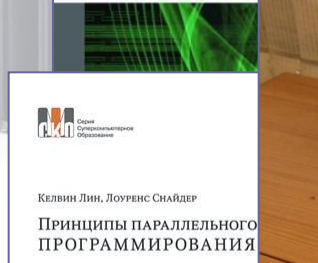 Серия
Суперкомпьютерное
Образование
Келвин Лин, Лоуренс Снайдер
Принципы параллельного
программирования